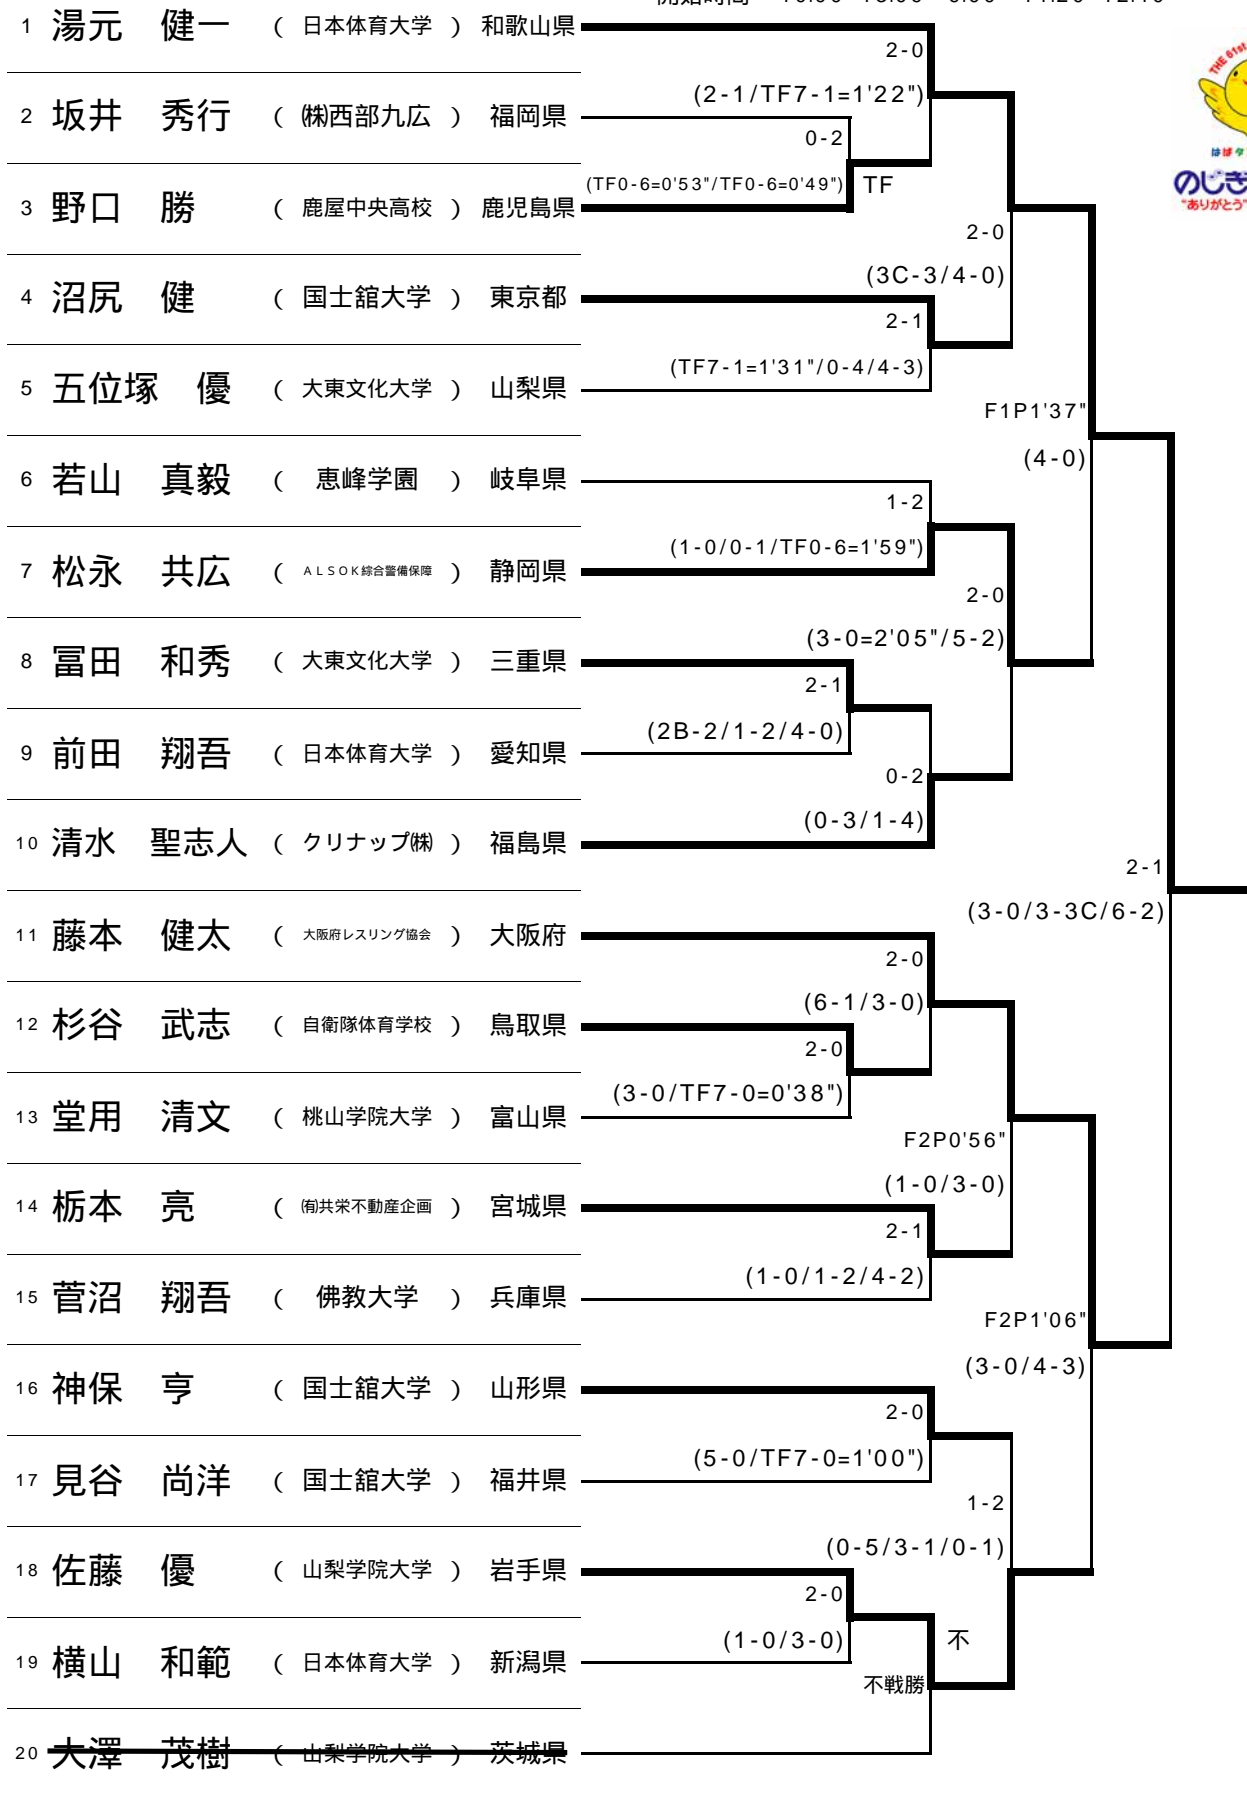 1 湯元 健一 ( 日本体育大学 ) 和歌山県
2-0
(2-1/TF7-1=1'22")
2 坂井 秀行 ( ㈱西部九広 ) 福岡県
0-2
(TF0-6=0'53"/TF0-6=0'49") TF
3 野口 勝 ( 鹿屋中央高校 ) 鹿児島県
2-0
(3C-3/4-0)
4 沼尻 健 ( 国士舘大学 ) 東京都
2-1
(TF7-1=1'31"/0-4/4-3)
5 五位塚 優 ( 大東文化大学 ) 山梨県
F1P1'37"
(4-0)
6 若山 真毅 ( 恵峰学園 ) 岐阜県
1-2
(1-0/0-1/TF0-6=1'59")
7 松永 共広 ( ALSOK綜合警備保障 ) 静岡県
2-0
(3-0=2'05"/5-2)
8 冨田 和秀 ( 大東文化大学 ) 三重県
2-1
(2B-2/1-2/4-0)
9 前田 翔吾 ( 日本体育大学 ) 愛知県
0-2
(0-3/1-4)
10 清水 聖志人 ( クリナップ㈱ ) 福島県
2-1
(3-0/3-3C/6-2)
11 藤本 健太 ( 大阪府レスリング協会 ) 大阪府
2-0
(6-1/3-0)
12 杉谷 武志 ( 自衛隊体育学校 )鳥取県
2-0
(3-0/TF7-0=0'38")
13 堂用 清文 ( 桃山学院大学 ) 富山県
F2P0'56"
(1-0/3-0)
14 栃本 亮 ( ㈲共栄不動産企画 ) 宮城県
2-1
(1-0/1-2/4-2)
15 菅沼 翔吾 ( 佛教大学 ) 兵庫県
F2P1'06"
(3-0/4-3)
16 神保 亨 ( 国士舘大学 ) 山形県
2-0
(5-0/TF7-0=1'00")
17 見谷 尚洋 ( 国士舘大学 ) 福井県
1-2
(0-5/3-1/0-1)
18 佐藤 優 ( 山梨学院大学 ) 岩手県
2-0
(1-0/3-0) 不
19 横山 和範 ( 日本体育大学 ) 新潟県
不戦勝
20 大澤 茂樹 ( 山梨学院大学 ) 茨城県
THE 61st
はばタ
のじぎ
"ありがとう"